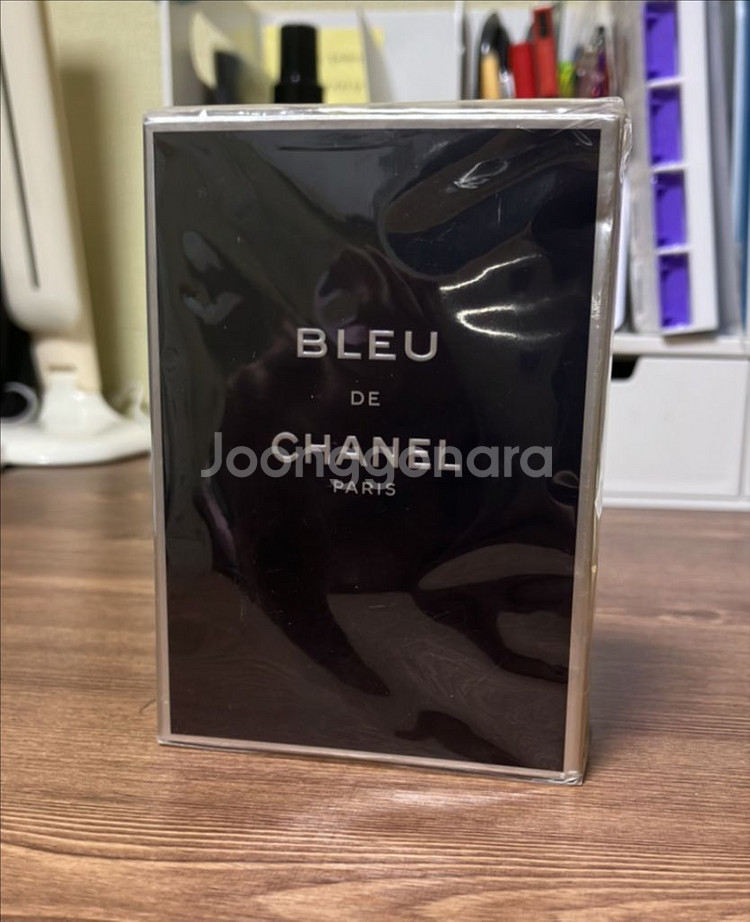 BLEU
DE
CHANEL
Joonggonara
PARIS